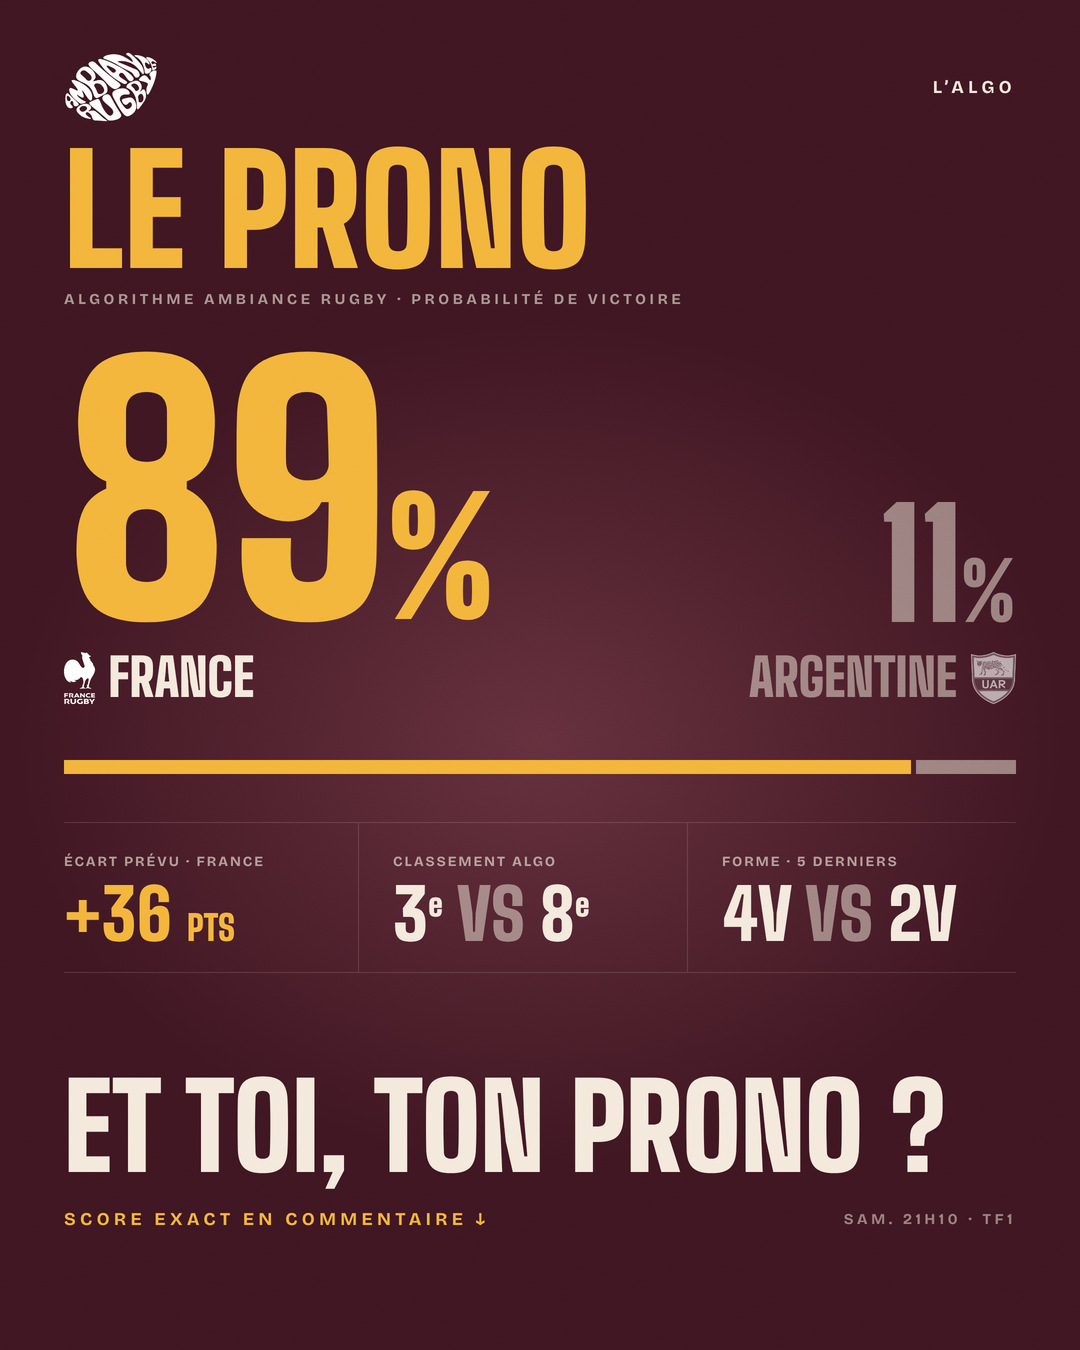 AMBIANCE
RUGBY
L'ALGO
LE PRONO
ALGORITHME AMBIANCE RUGBY · PROBABILITÉ DE VICTOIRE
89%
11%
FRANCE
RUGBY
FRANCE
ARGENTINE
UAR
ÉCART PRÉVU · FRANCE
CLASSEMENT ALGO
FORME · 5 DERNIERS
+36 PTS
3e VS 8e
4V VS 2V
ET TOI, TON PRONO ?
SCORE EXACT EN COMMENTAIRE ↓
SAM. 21H10 · TF1